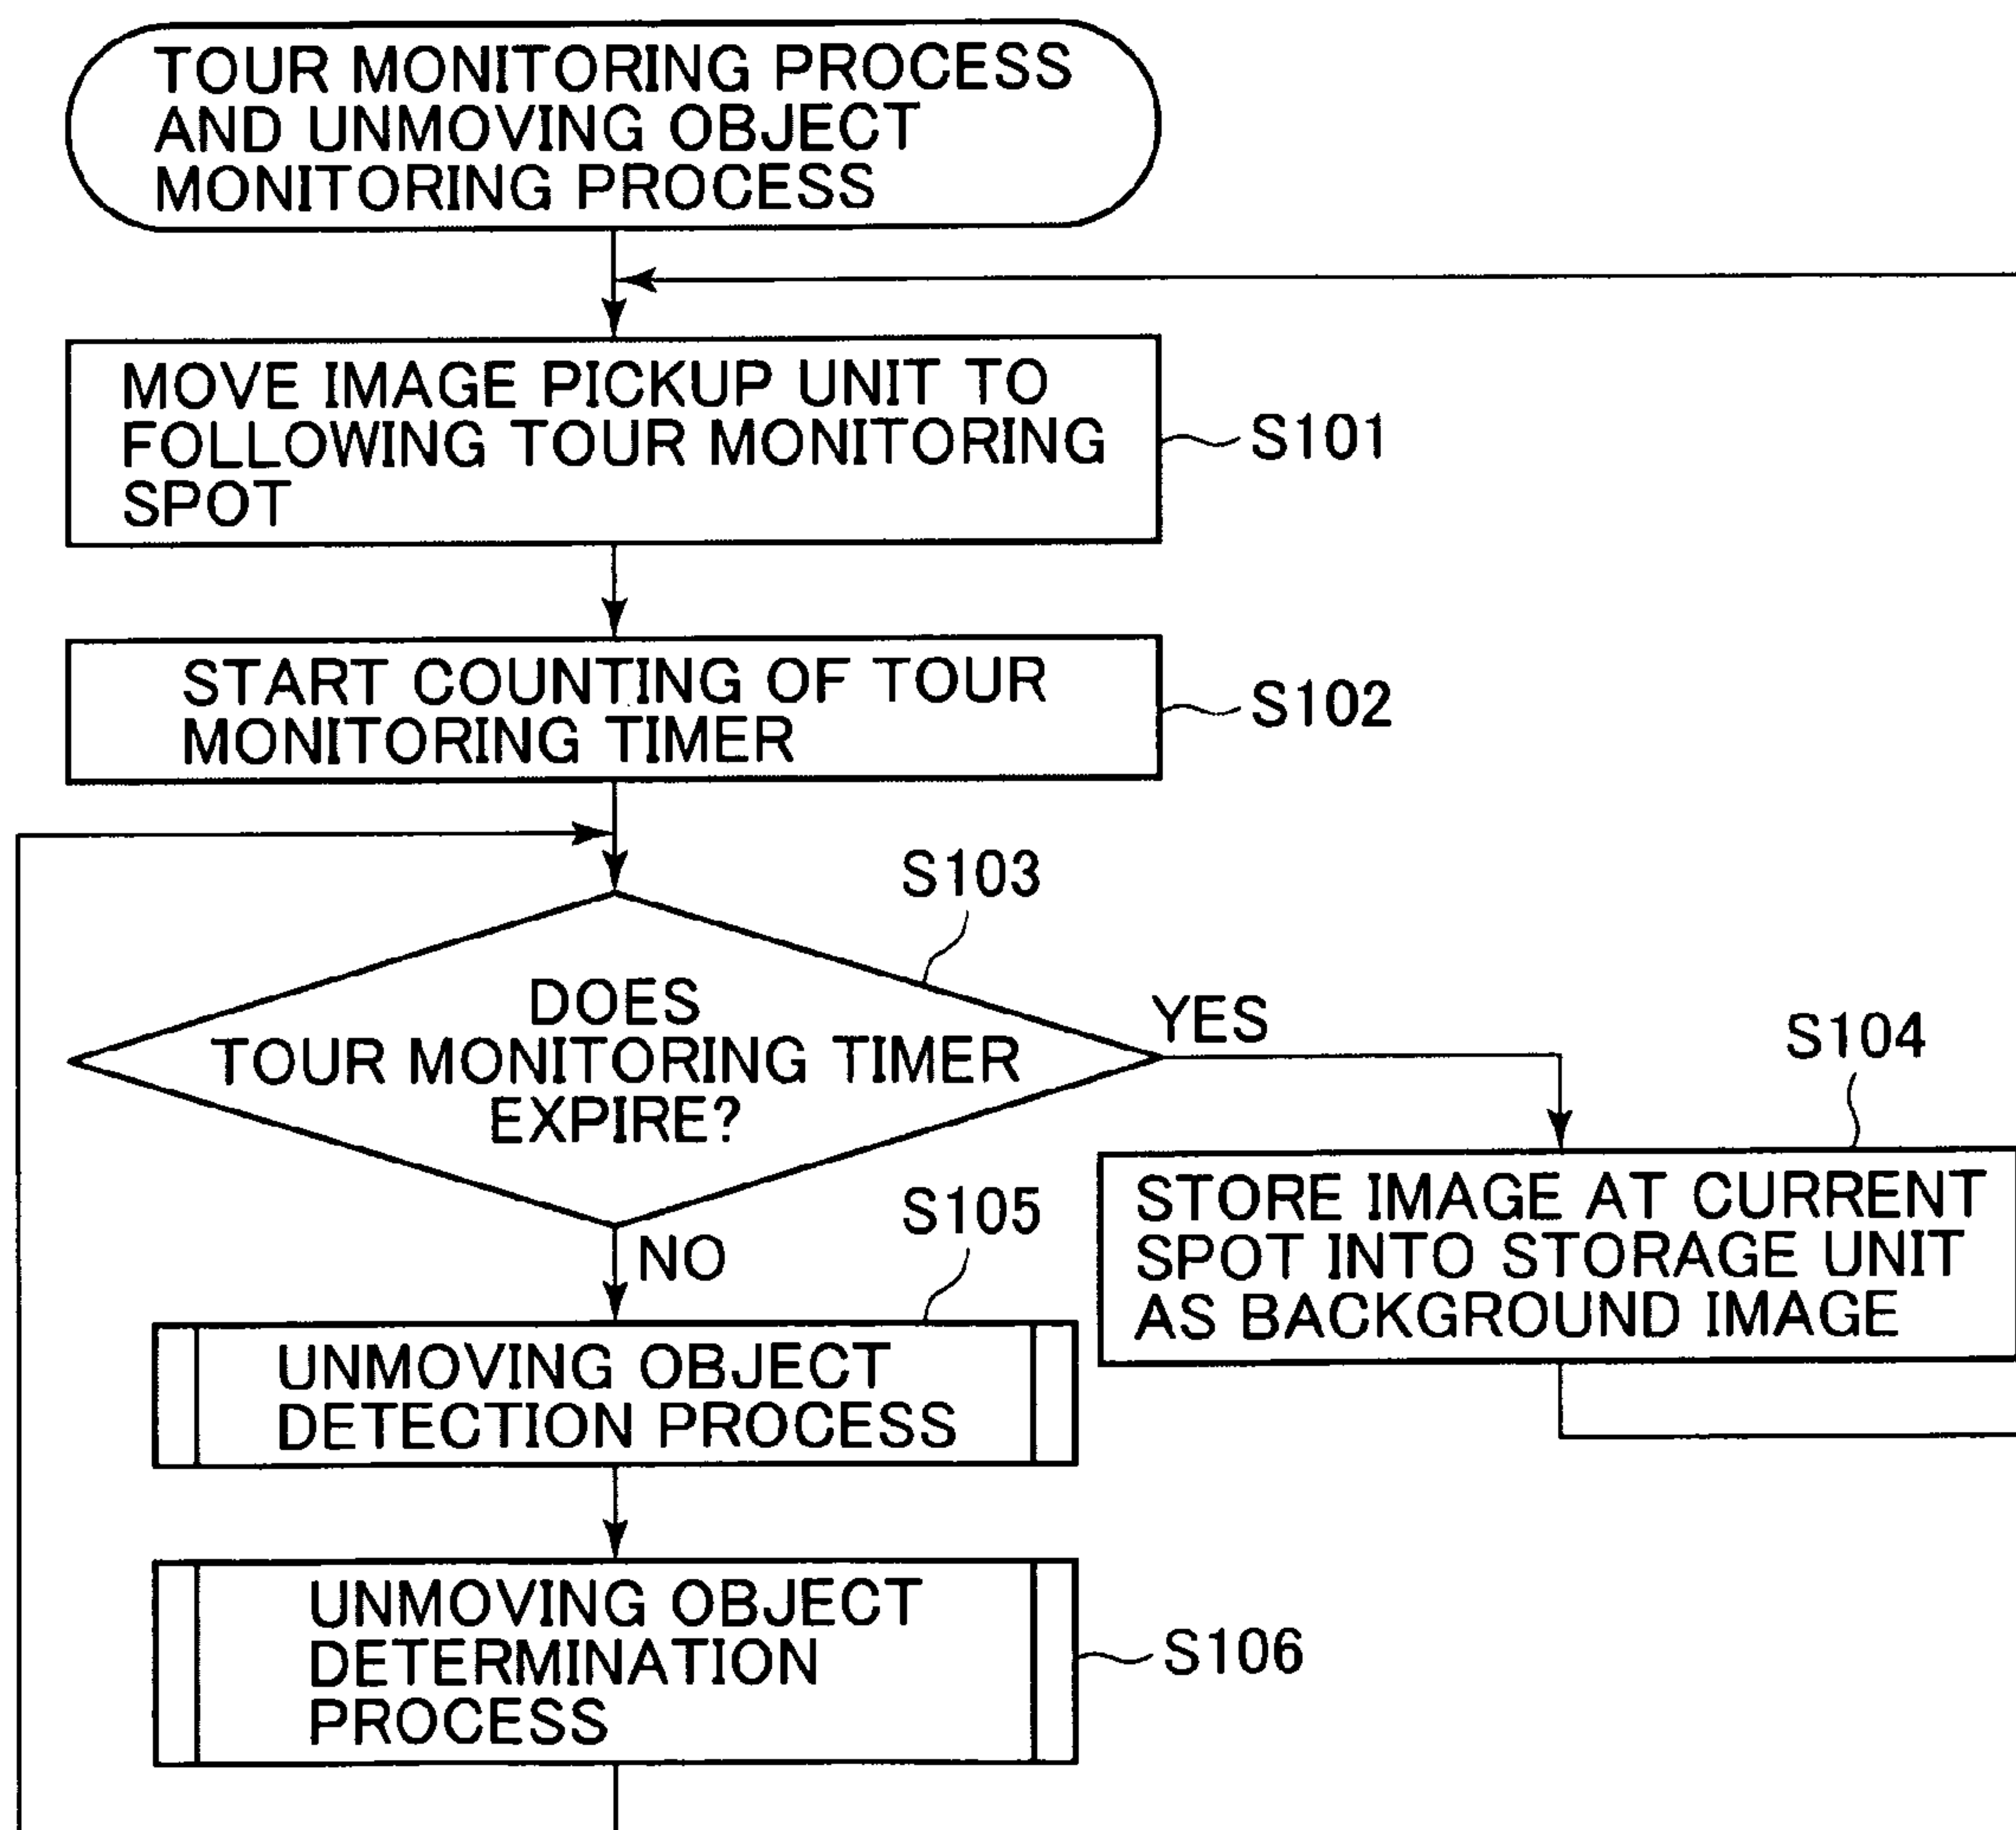 TOUR MONITORING PROCESS
AND UNMOVING OBJECT
MONITORING PROCESS
MOVE IMAGE PICKUP UNIT TO
FOLLOWING TOUR MONITORING
SPOT
S101
START COUNTING OF TOUR
MONITORING TIMER
S102
S103
DOES
TOUR MONITORING TIMER
EXPIRE?
YES
S104
STORE IMAGE AT CURRENT
SPOT INTO STORAGE UNIT
AS BACKGROUND IMAGE
NO
S105
UNMOVING OBJECT
DETECTION PROCESS
UNMOVING OBJECT
DETERMINATION
PROCESS
S106